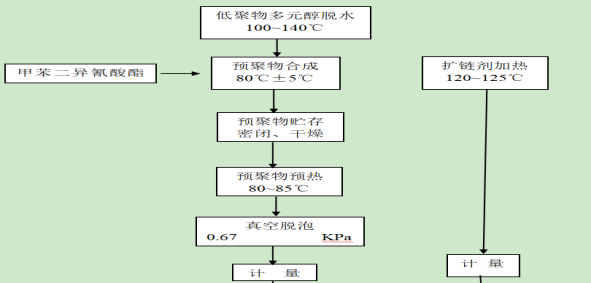 低聚物多元醇脱水
100~140℃
甲苯二异氰酸酯
预聚物合成
80℃±5℃
扩链剂加热
120~125℃
预聚物贮存
密闭、干燥
预聚物预热
80~85℃
真空脱泡
0.67 KPa
计 量
计 量